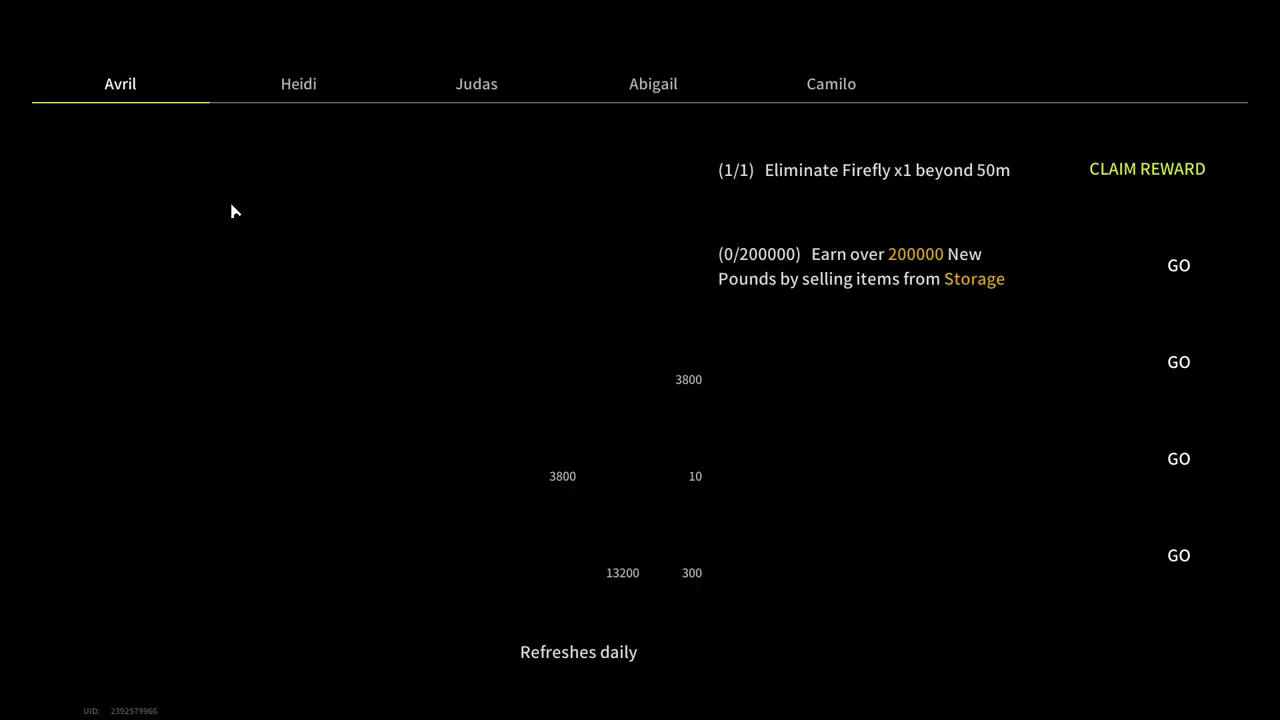 Avril Heidi Judas Abigail Camilo
(1/1) Eliminate Firefly x1 beyond 50m CLAIM REWARD
(0/200000) Earn over 200000 New
Pounds by selling items from Storage
GO
GO
3800
GO
3800 10
GO
13200 300
Refreshes daily
UID: 2392579966